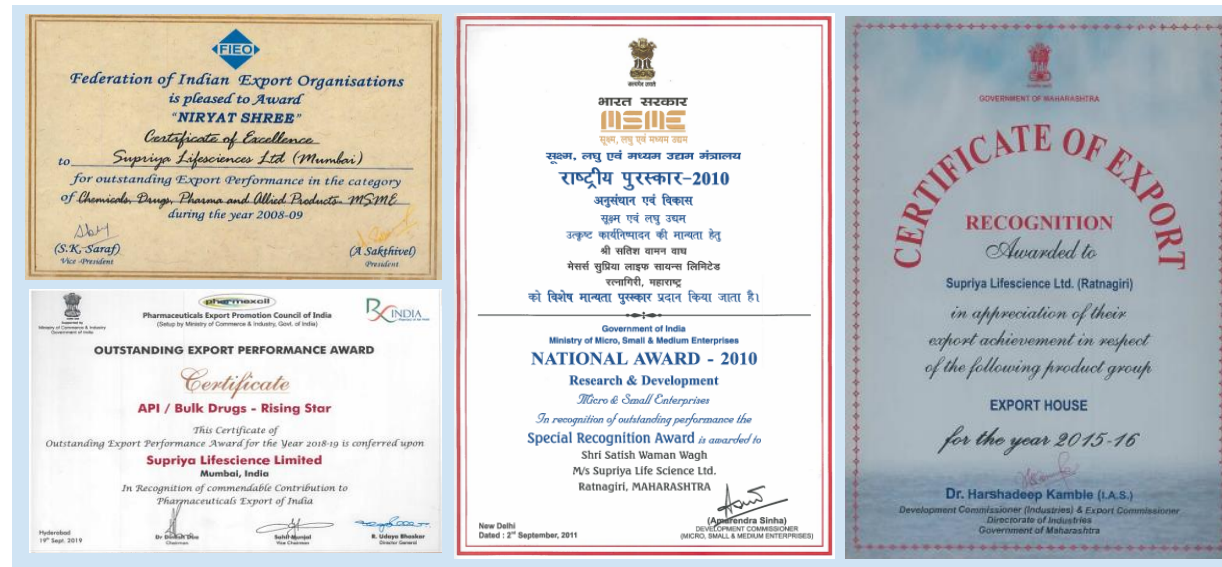 FIEO
Federation of Indian Export Organisations
is pleased to Award
"NIRYAT SHREE"
Certificate of Excellence
to Supriya Lifesciences Ltd (Mumbai)
for outstanding Export Performance in the category
of Chemicals, Drugs, Pharma and Allied Products - MSME
during the year 2008-09
(S.K. Saraf)
Vice -President
(A Sakthivel)
President
Supported by
Ministry of Commerce & Industry
Government of India
pharmexcil
Pharmaceuticals Export Promotion Council of India
(Setup by Ministry of Commerce & Industry, Govt. of India)
Rx INDIA
OUTSTANDING EXPORT PERFORMANCE AWARD
Certificate
API / Bulk Drugs - Rising Star
This Certificate of
Outstanding Export Performance Award for the Year 2018-19 is conferred upon
Supriya Lifescience Limited
Mumbai, India
In Recognition of commendable Contribution to
Pharmaceuticals Export of India
Hyderabad
19th Sept. 2019
Chairman
Vice Chairman
R. Udaya Bhaskar
Director General
सत्यमेव जयते
भारत सरकार
MSME
सूक्ष्म, लघु एवं मध्यम उद्यम
सूक्ष्म, लघु एवं मध्यम उद्यम मंत्रालय
राष्ट्रीय पुरस्कार-2010
अनुसंधान एवं विकास
सूक्ष्म एवं लघु उद्यम
उत्कृष्ट कार्यनिष्पादन की मान्यता हेतु
श्री सतिश वामन वाघ
मेसर्स सुप्रिया लाइफ सायन्स लिमिटेड
रत्नागिरी, महाराष्ट्र
को विशेष मान्यता पुरस्कार प्रदान किया जाता है।
Government of India
Ministry of Micro, Small & Medium Enterprises
NATIONAL AWARD - 2010
Research & Development
Micro & Small Enterprises
In recognition of outstanding performance the
Special Recognition Award is awarded to
Shri Satish Waman Wagh
M/s Supriya Life Science Ltd.
Ratnagiri, MAHARASHTRA
New Delhi
Dated : 2nd September, 2011
(Amarendra Sinha)
DEVELOPMENT COMMISSIONER
(MICRO, SMALL & MEDIUM ENTERPRISES)
GOVERNMENT OF MAHARASHTRA
CERTIFICATE OF EXPORT
RECOGNITION
Awarded to
Supriya Lifescience Ltd. (Ratnagiri)
in appreciation of their
export achievement in respect
of the following product group
EXPORT HOUSE
for the year 2015-16
Dr. Harshadeep Kamble (I.A.S.)
Development Commissioner (Industries) & Export Commissioner
Directorate of Industries
Government of Maharashtra